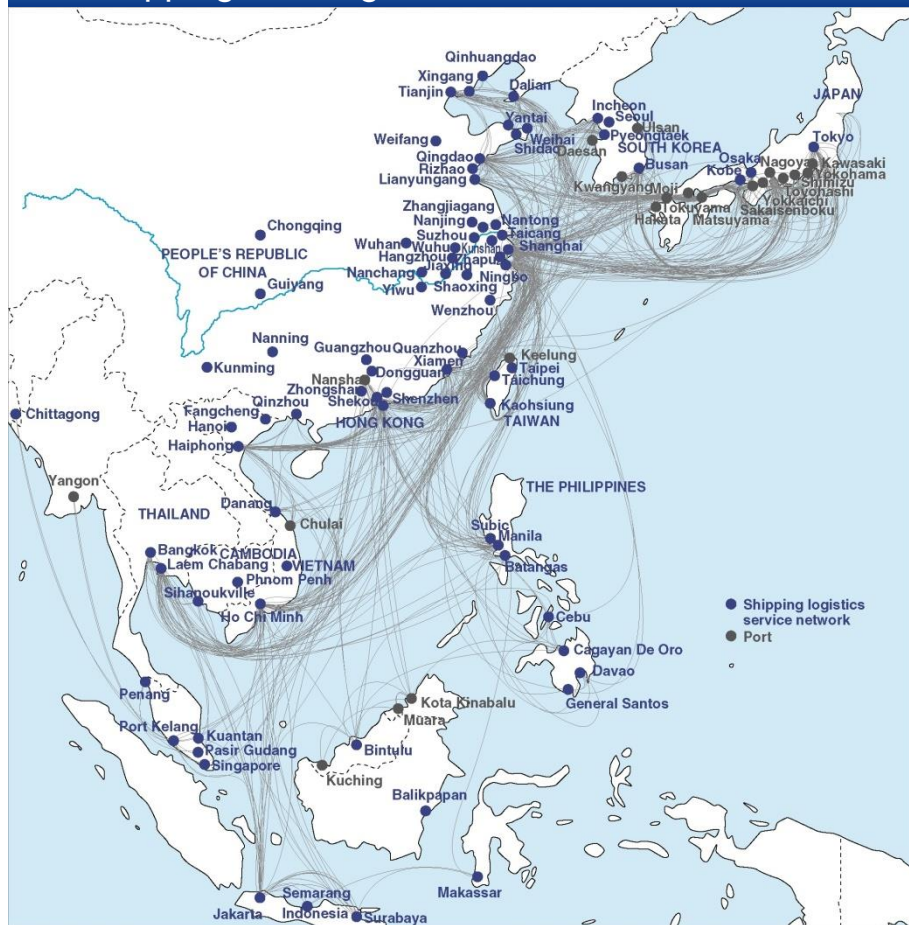 Qinhuangdao
Xingang
Tianjin
Dalian
JAPAN
Incheon
Seoul
Yantai
Ulsan
Weifang
Weihai
Pyeongtaek
Tokyo
Shidao
Daesan
SOUTH KOREA
Qingdao
Busan
Osaka
Nagoya
Kawasaki
Rizhao
Kobe
Yokohama
Lianyungang
Kwangyang
Moji
Shimizu
Toyohashi
Tokuyama
Yokkaichi
Zhangjiagang
Hakata
Matsuyama
Sakaisenboku
Nanjing
Nantong
Chongqing
Suzhou
Taicang
Wuhan
Wuhu
Kunshan
Shanghai
PEOPLE'S REPUBLIC
OF CHINA
Hangzhou
Zhapu
Jiaxing
Nanchang
Ningbo
Guiyang
Yiwu
Shaoxing
Wenzhou
Nanning
Guangzhou
Quanzhou
Keelung
Kunming
Dongguan
Xiamen
Taipei
Nansha
Taichung
Zhongshan
Shenzhen
Chittagong
Fangcheng
Qinzhou
Shekou
Kaohsiung
Hanoi
HONG KONG
TAIWAN
Haiphong
Yangon
THE PHILIPPINES
Danang
THAILAND
Chulai
Subic
Manila
Bangkok
CAMBODIA
Laem Chabang
VIETNAM
Batangas
Phnom Penh
Sihanoukville
Shipping logistics
service network
Ho Chi Minh
Cebu
Port
Cagayan De Oro
Davao
Penang
Kota Kinabalu
General Santos
Muara
Port Kelang
Kuantan
Bintulu
Pasir Gudang
Singapore
Kuching
Balikpapan
Makassar
Semarang
Jakarta
Indonesia
Surabaya